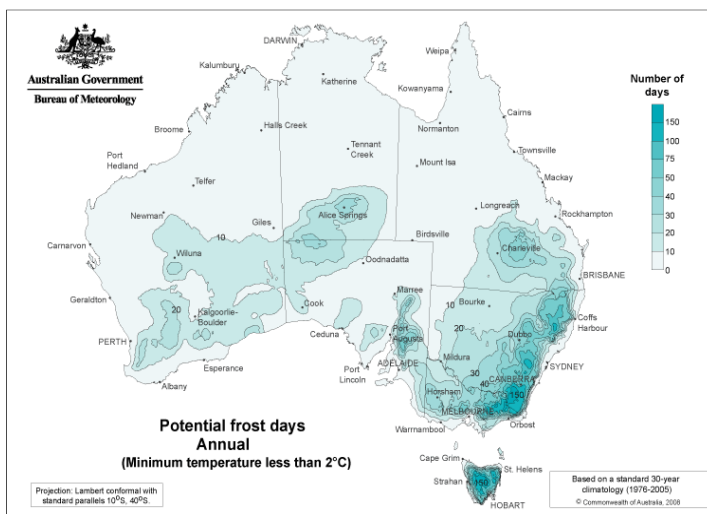 Australian Government
Bureau of Meteorology
DARWIN
Kalumburu
Katherine
Weipa
Kowanyama
Cairns
Normanton
Halls Creek
Broome
Tennant
Creek
Townsville
Port
Hedland
Mount Isa
Mackay
Telfer
Longreach
Newman
Giles
Alice Springs
Rockhampton
10
Birdsville
Charleville
Carnarvon
Wiluna
Oodnadatta
BRISBANE
Geraldton
Marree
10
Bourke
20
Cook
Kalgoorlie-
Boulder
Coffs
Harbour
Ceduna
Port
Augusta
20
Dubbo
PERTH
Esperance
Port
Lincoln
ADELAIDE
Mildura
SYDNEY
30
CANBERRA
40
150
Albany
Horsham
MELBOURNE
Orbost
Warrnambool
Cape Grim
St. Helens
Strahan
150
HOBART
Number of
days
150
100
75
50
40
30
20
10
0
Potential frost days
Annual
(Minimum temperature less than 2°C)
Projection: Lambert conformal with
standard parallels 10°S, 40°S.
Based on a standard 30-year
climatology (1976-2005)
© Commonwealth of Australia, 2008